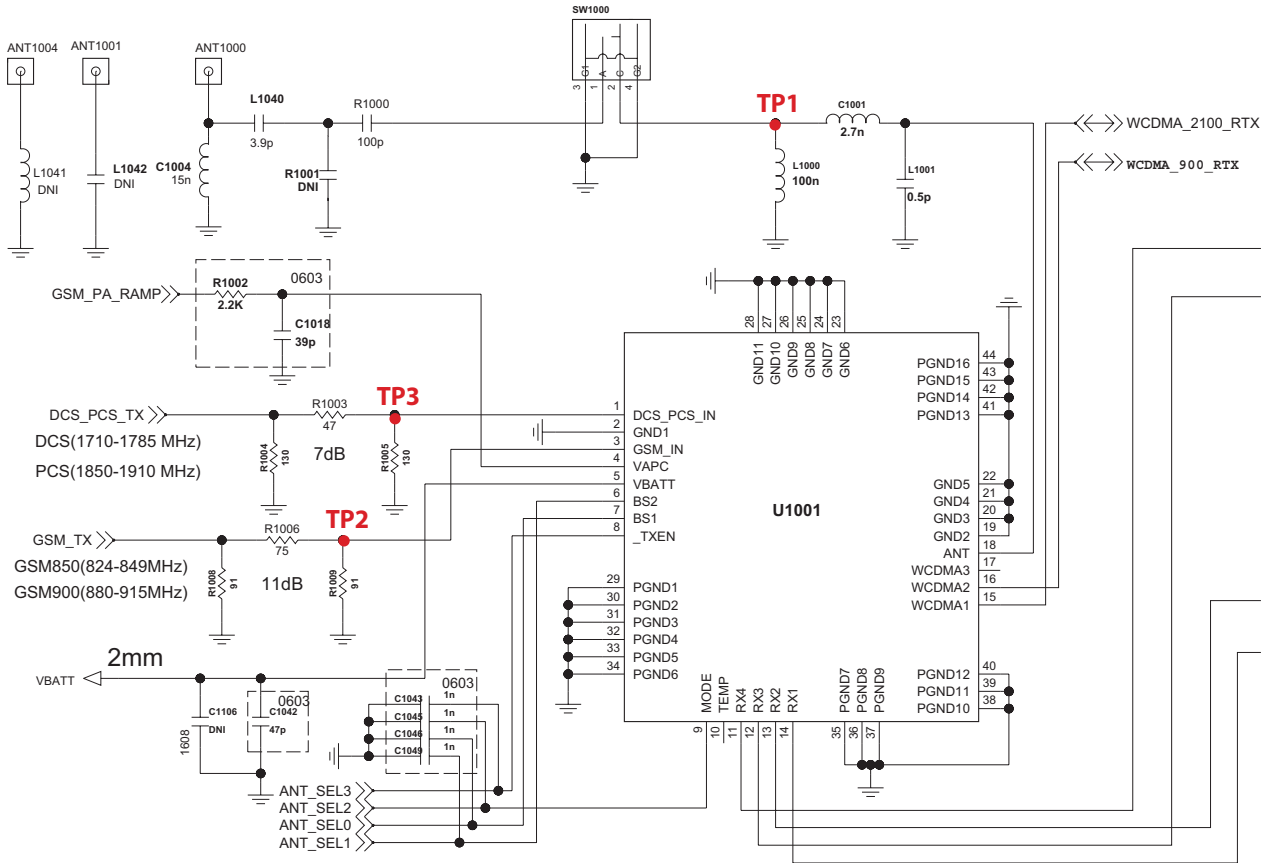 SW1000
ANT1004
ANT1001
ANT1000
G1
A
C
G2
3
1
2
4
L1040
3.9p
R1000
100p
TP1
C1001
2.7n
WCDMA_2100_RTX
WCDMA_900_RTX
L1041
DNI
L1042
DNI
C1004
15n
R1001
DNI
L1000
100n
L1001
0.5p
0603
R1002
2.2K
GSM_PA_RAMP
C1018
39p
28
27
26
25
24
23
GND11
GND10
GND9
GND8
GND7
GND6
TP3
DCS_PCS_TX
R1003
47
DCS(1710-1785 MHz)
PCS(1850-1910 MHz)
R1004
130
7dB
R1005
130
TP2
GSM_TX
R1006
75
GSM850(824-849MHz)
GSM900(880-915MHz)
R1008
91
11dB
R1009
91
1
DCS_PCS_IN
2
GND1
3
GSM_IN
4
VAPC
5
VBATT
6
BS2
7
BS1
8
_TXEN
U1001
PGND16
44
PGND15
43
PGND14
42
PGND13
41
GND5
22
GND4
21
GND3
20
GND2
19
ANT
18
WCDMA3
17
WCDMA2
16
WCDMA1
15
29
PGND1
30
PGND2
31
PGND3
32
PGND4
33
PGND5
34
PGND6
PGND12
40
PGND11
39
PGND10
38
MODE
TEMP
RX4
RX3
RX2
RX1
PGND7
PGND8
PGND9
9
10
11
12
13
14
35
36
37
2mm
VBATT
C1106
DNI
1608
0603
C1042
47p
0603
C1043
1n
C1045
1n
C1046
1n
C1049
1n
ANT_SEL3
ANT_SEL2
ANT_SEL0
ANT_SEL1